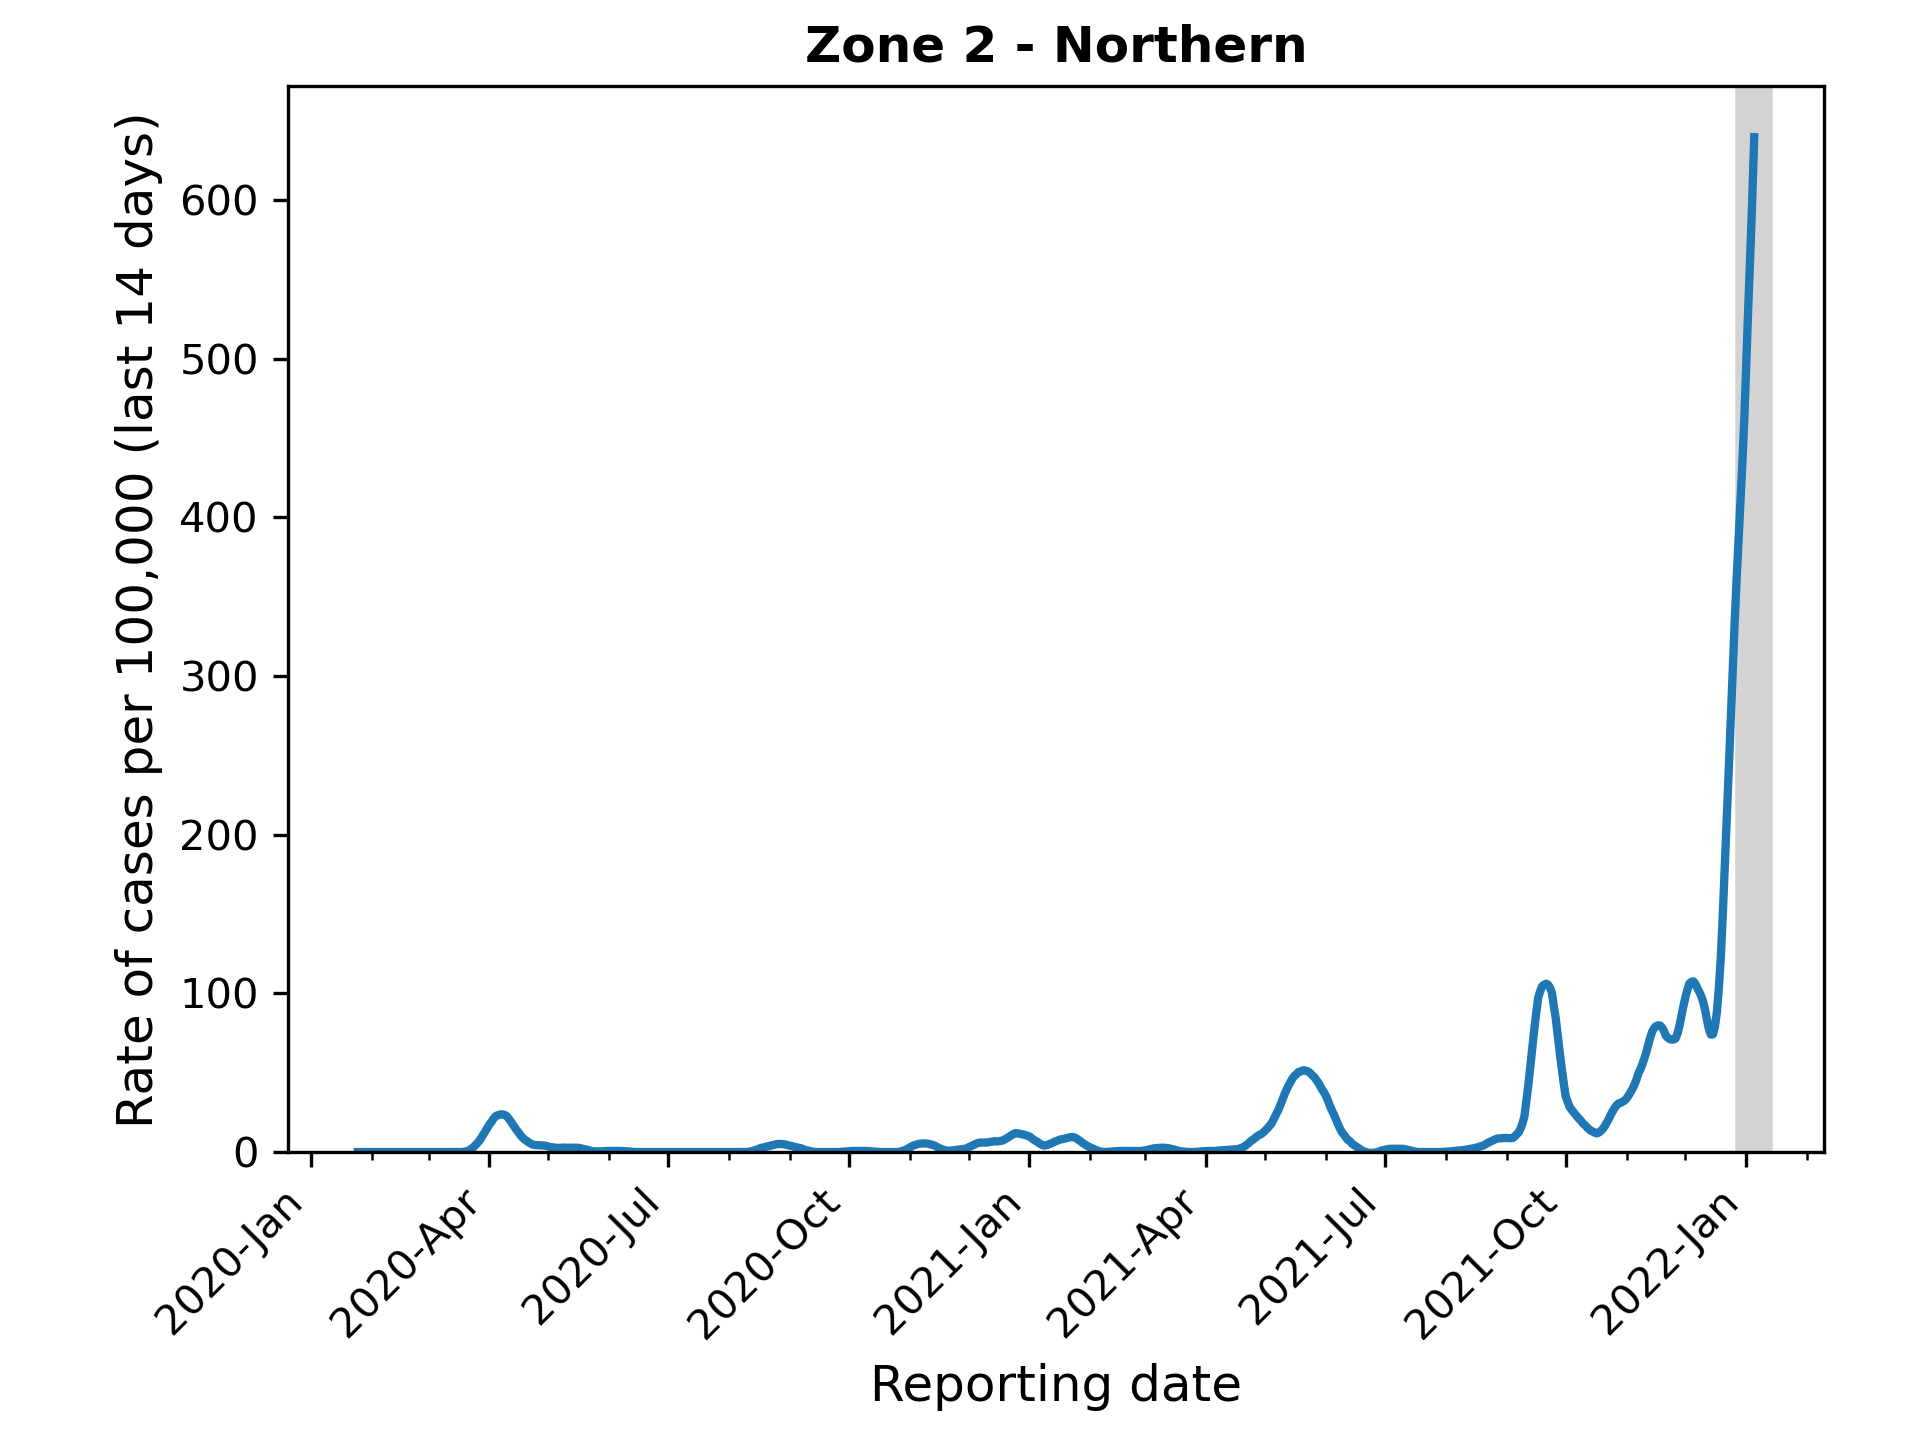 Zone 2 - Northern
Rate of cases per 100,000 (last 14 days)
600
500
400
300
200
100
0
2020-Jan
2020-Apr
2020-Jul
2020-Oct
2021-Jan
2021-Apr
2021-Jul
2021-Oct
2022-Jan
Reporting date